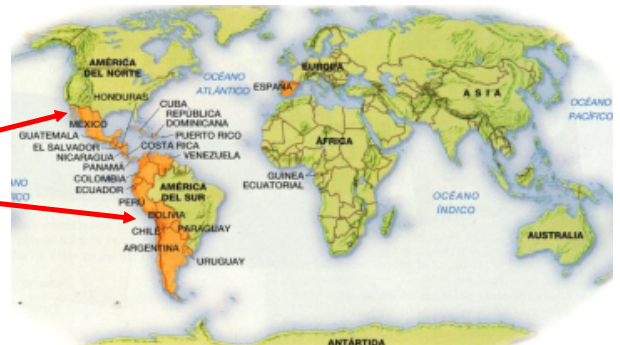 AMÉRICA
DEL NORTE
EUROPA
OCÉANO
ATLÁNTICO
ESPAÑA
ASIA
HONDURAS
OCÉANO
PACÍFICO
CUBA
REPÚBLICA
DOMINICANA
MÉXICO
GUATEMALA
PUERTO RICO
EL SALVADOR
COSTA RICA
ÁFRICA
NICARAGUA
VENEZUELA
PANAMÁ
GUINEA
ECUATORIAL
COLOMBIA
ECUADOR
AMÉRICA
DEL SUR
OCÉANO
ÍNDICO
PERÚ
BOLIVIA
CHILE
PARAGUAY
AUSTRALIA
ARGENTINA
URUGUAY
ANTÁRTIDA